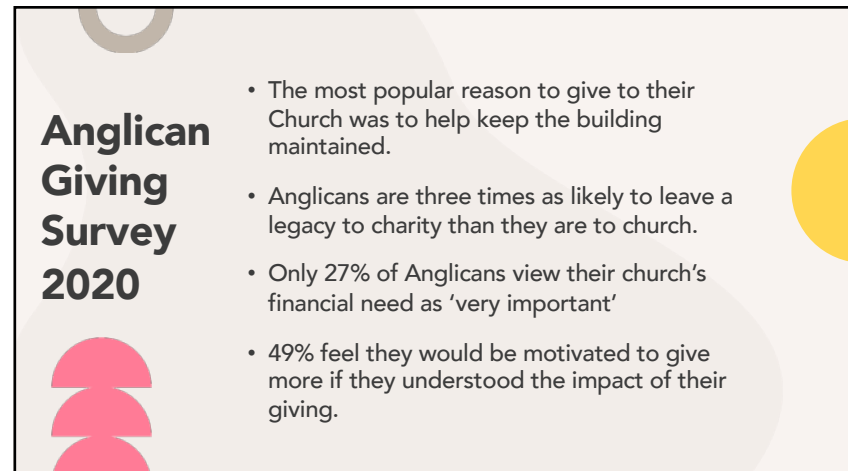 Anglican
Giving
Survey
2020
• The most popular reason to give to their
Church was to help keep the building
maintained.
• Anglicans are three times as likely to leave a
legacy to charity than they are to church.
• Only 27% of Anglicans view their church’s
financial need as ‘very important’
• 49% feel they would be motivated to give
more if they understood the impact of their
giving.